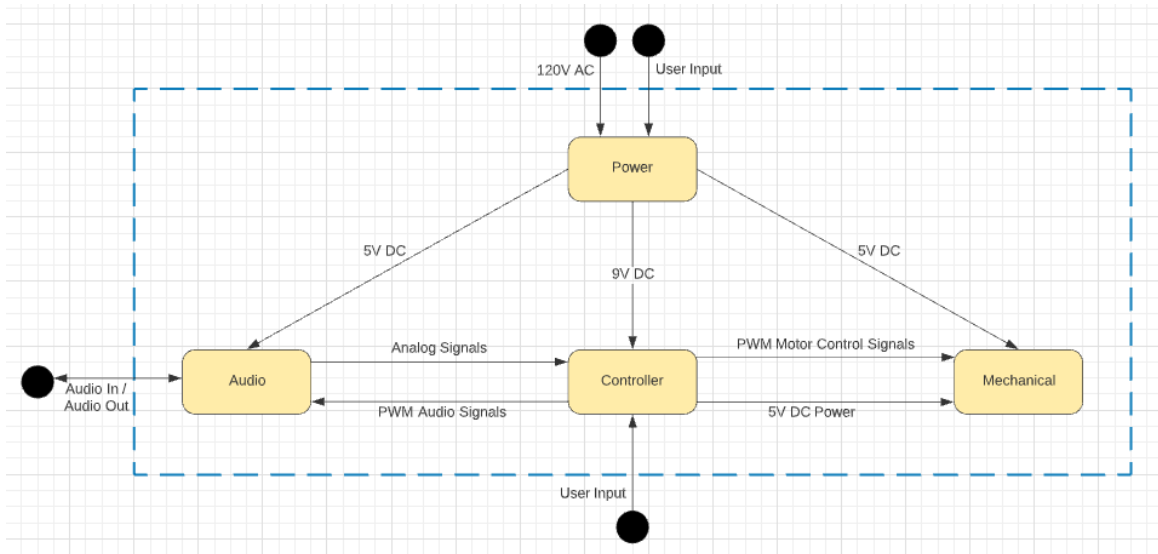 120V AC
User Input
Power
5V DC
5V DC
9V DC
Analog Signals
PWM Motor Control Signals
Audio
Controller
Mechanical
Audio In /
Audio Out
PWM Audio Signals
5V DC Power
User Input